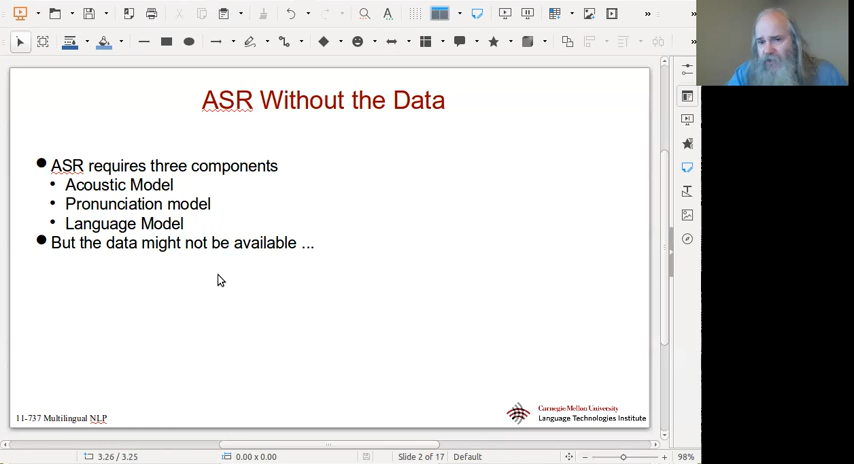 ASR Without the Data
ASR requires three components
Acoustic Model
Pronunciation model
Language Model
But the data might not be available ...
11-737 Multilingual NLP
Carnegie Mellon University
Language Technologies Institute
3.26 / 3.25
0.00 x 0.00
Slide 2 of 17
Default
98%